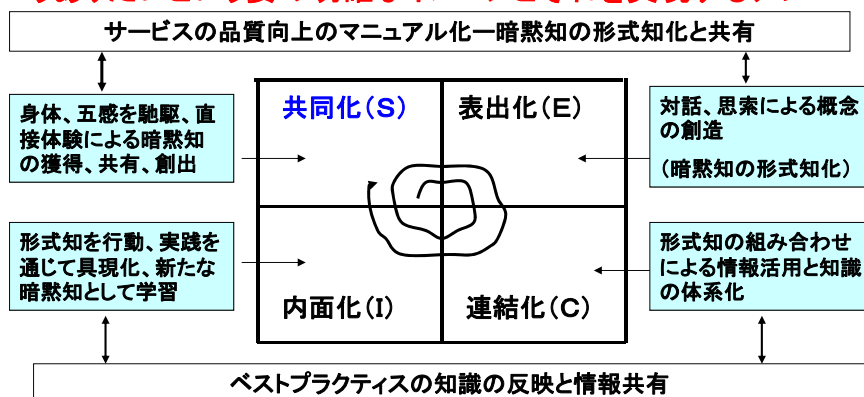 サービスの品質向上のマニュアル化ー暗黙知の形式知化と共有
身体、五感を馳駆、直
接体験による暗黙知
の獲得、共有、創出
共同化(S)
表出化(E)
対話、思索による概念
の創造
(暗黙知の形式知化)
形式知を行動、実践を
通じて具現化、新たな
暗黙知として学習
内面化(I)
連結化(C)
形式知の組み合わせ
による情報活用と知識
の体系化
ベストプラクティスの知識の反映と情報共有